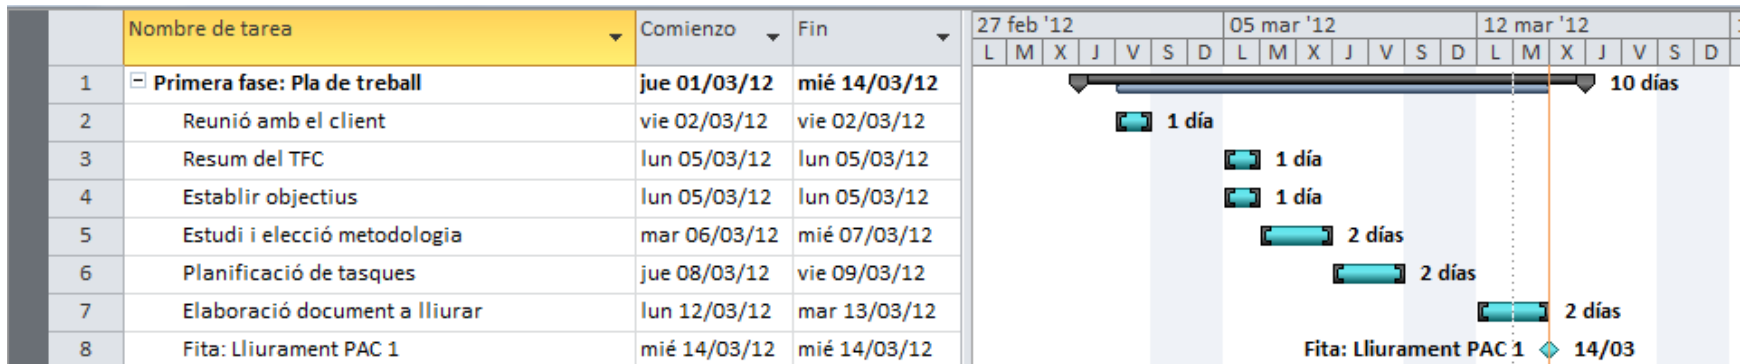 Nombre de tarea Comienzo Fin 27 feb '12 05 mar '12 12 mar '12
L M X J V S D L M X J V S D L M X J V S D
1 Primera fase: Pla de treball jue 01/03/12 mié 14/03/12 10 días
2 Reunió amb el client vie 02/03/12 vie 02/03/12 1 día
3 Resum del TFC lun 05/03/12 lun 05/03/12 1 día
4 Establir objectius lun 05/03/12 lun 05/03/12 1 día
5 Estudi i elecció metodologia mar 06/03/12 mié 07/03/12 2 días
6 Planificació de tasques jue 08/03/12 vie 09/03/12 2 días
7 Elaboració document a lliurar lun 12/03/12 mar 13/03/12 2 días
8 Fita: Lliurament PAC 1 mié 14/03/12 mié 14/03/12 Fita: Lliurament PAC 1 14/03